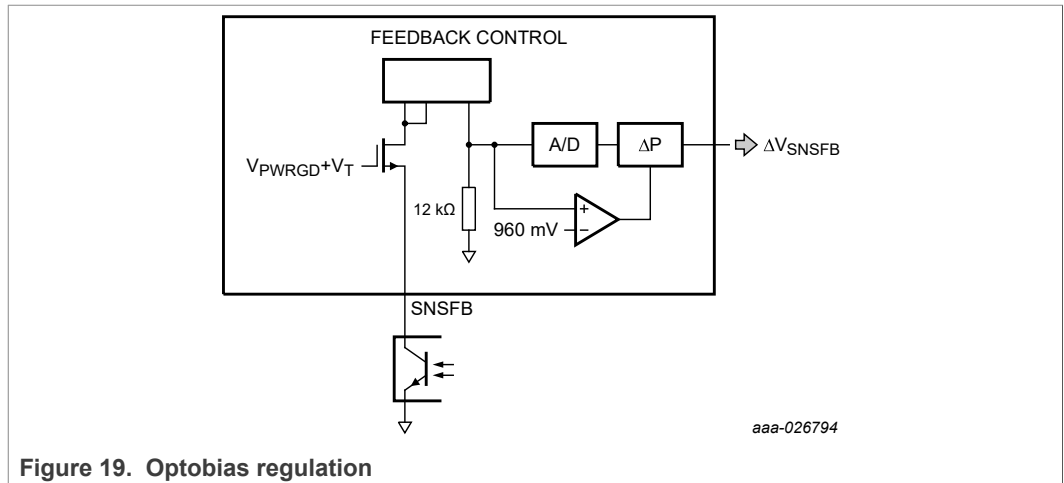 FEEDBACK CONTROL
A/D
ΔP
ΔV_SNSFB
V_PWRGD+V_T
12 kΩ
+
960 mV
−
SNSFB
aaa-026794
Figure 19. Optobias regulation